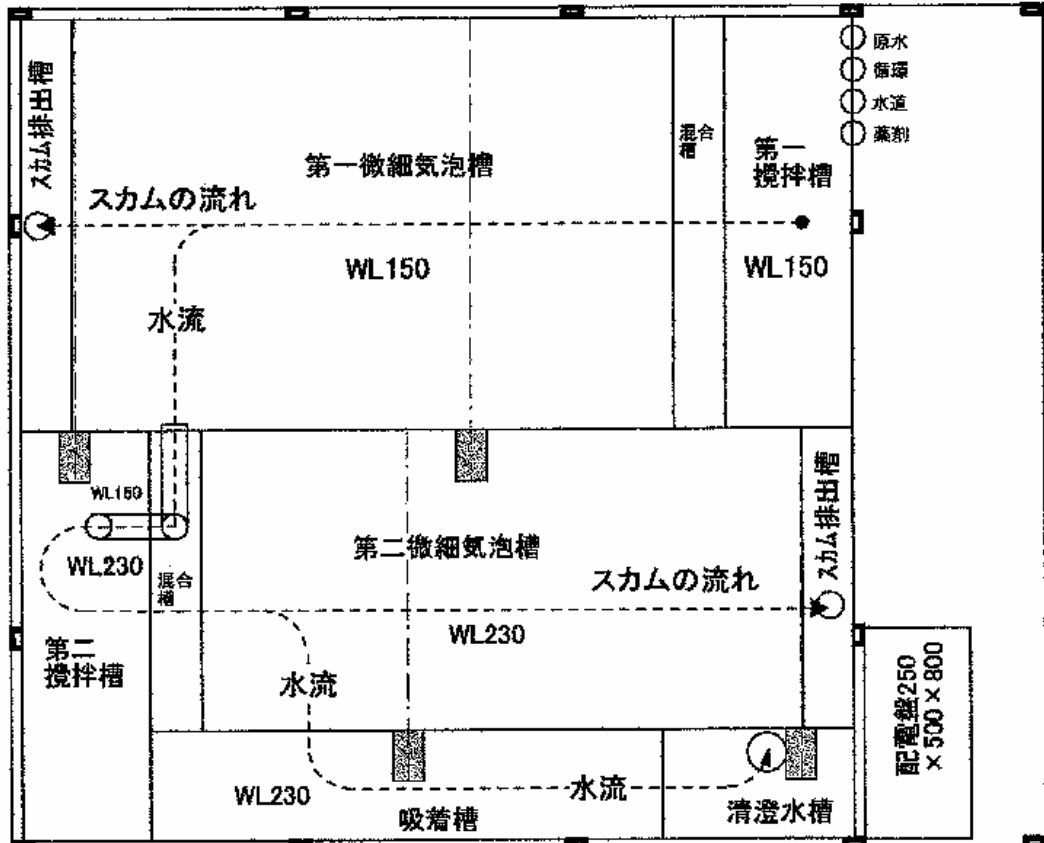 原水
循環
水道
薬剤
スカム排出槽
第一微細気泡槽
混合
槽
第一
攪拌槽
スカムの流れ
WL150
WL150
水流
WL150
WL230
混合
槽
第二微細気泡槽
スカムの流れ
スカム排出槽
WL230
第二
攪拌槽
水流
配電盤250
×500×800
WL230
水流
吸着槽
清澄水槽